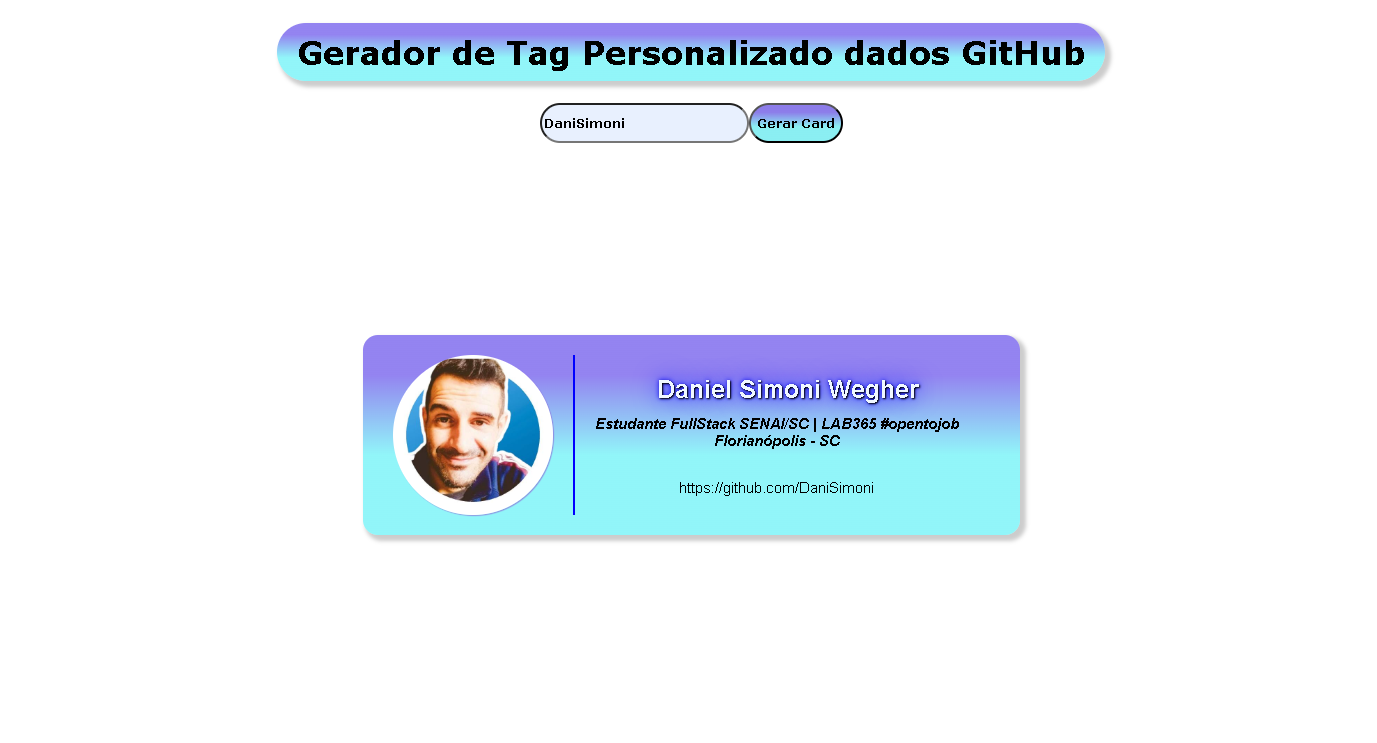 Gerador de Tag Personalizado dados GitHub
DaniSimoni Gerar Card
Daniel Simoni Wegher
Estudante FullStack SENAI/SC | LAB365 #opentojob
Florianópolis - SC
https://github.com/DaniSimoni